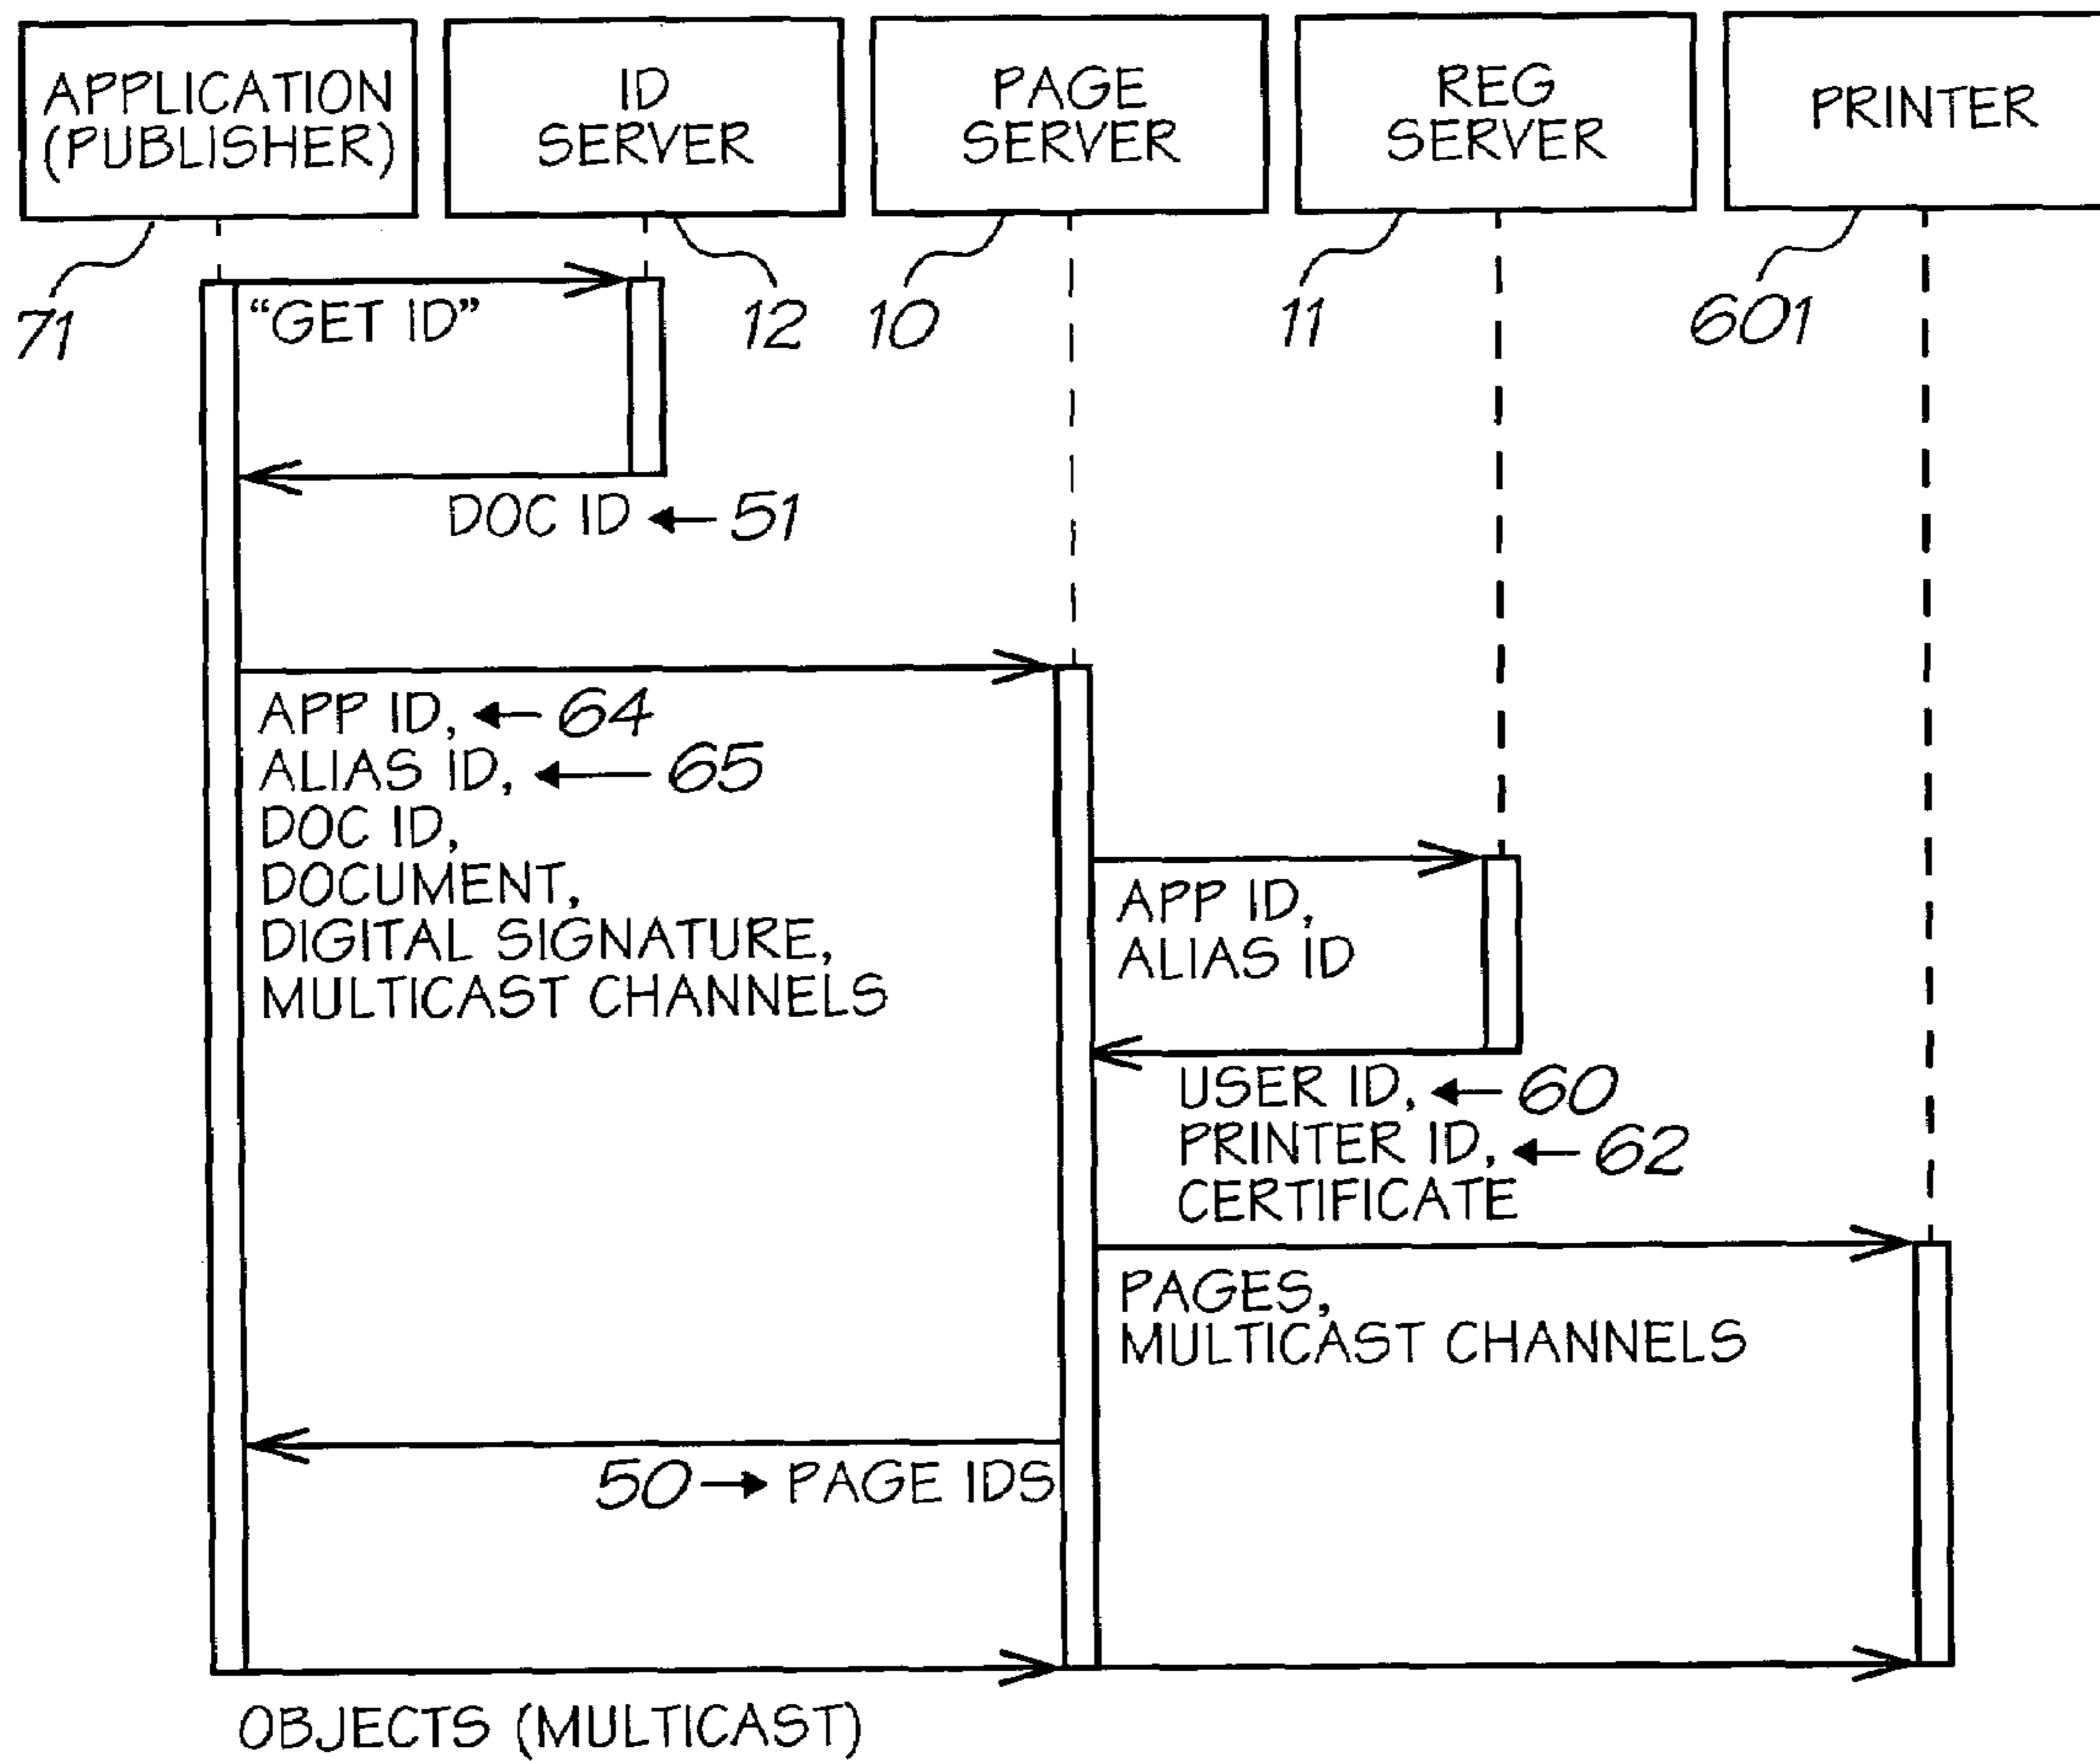 APPLICATION
(PUBLISHER)
ID
SERVER
PAGE
SERVER
REG
SERVER
PRINTER
71
12
10
11
601
“GET ID”
DOC ID 51
APP ID, 64
ALIAS ID, 65
DOC ID,
DOCUMENT,
DIGITAL SIGNATURE,
MULTICAST CHANNELS
APP ID,
ALIAS ID
USER ID, 60
PRINTER ID, 62
CERTIFICATE
PAGES,
MULTICAST CHANNELS
50 PAGE IDS
OBJECTS (MULTICAST)